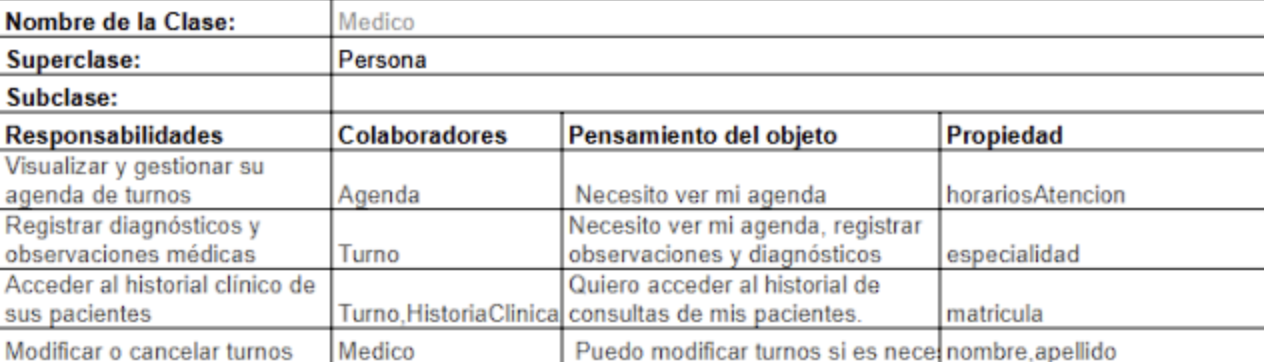 Nombre de la Clase: Medico
Superclase: Persona
Subclase:
Responsabilidades Colaboradores Pensamiento del objeto Propiedad
Visualizar y gestionar su
agenda de turnos Agenda Necesito ver mi agenda horariosAtencion
Registrar diagnósticos y Necesito ver mi agenda, registrar
observaciones médicas Turno observaciones y diagnósticos especialidad
Acceder al historial clínico de Quiero acceder al historial de
sus pacientes Turno,HistoriaClinica consultas de mis pacientes. matricula
Modificar o cancelar turnos Medico Puedo modificar turnos si es nece nombre,apellido